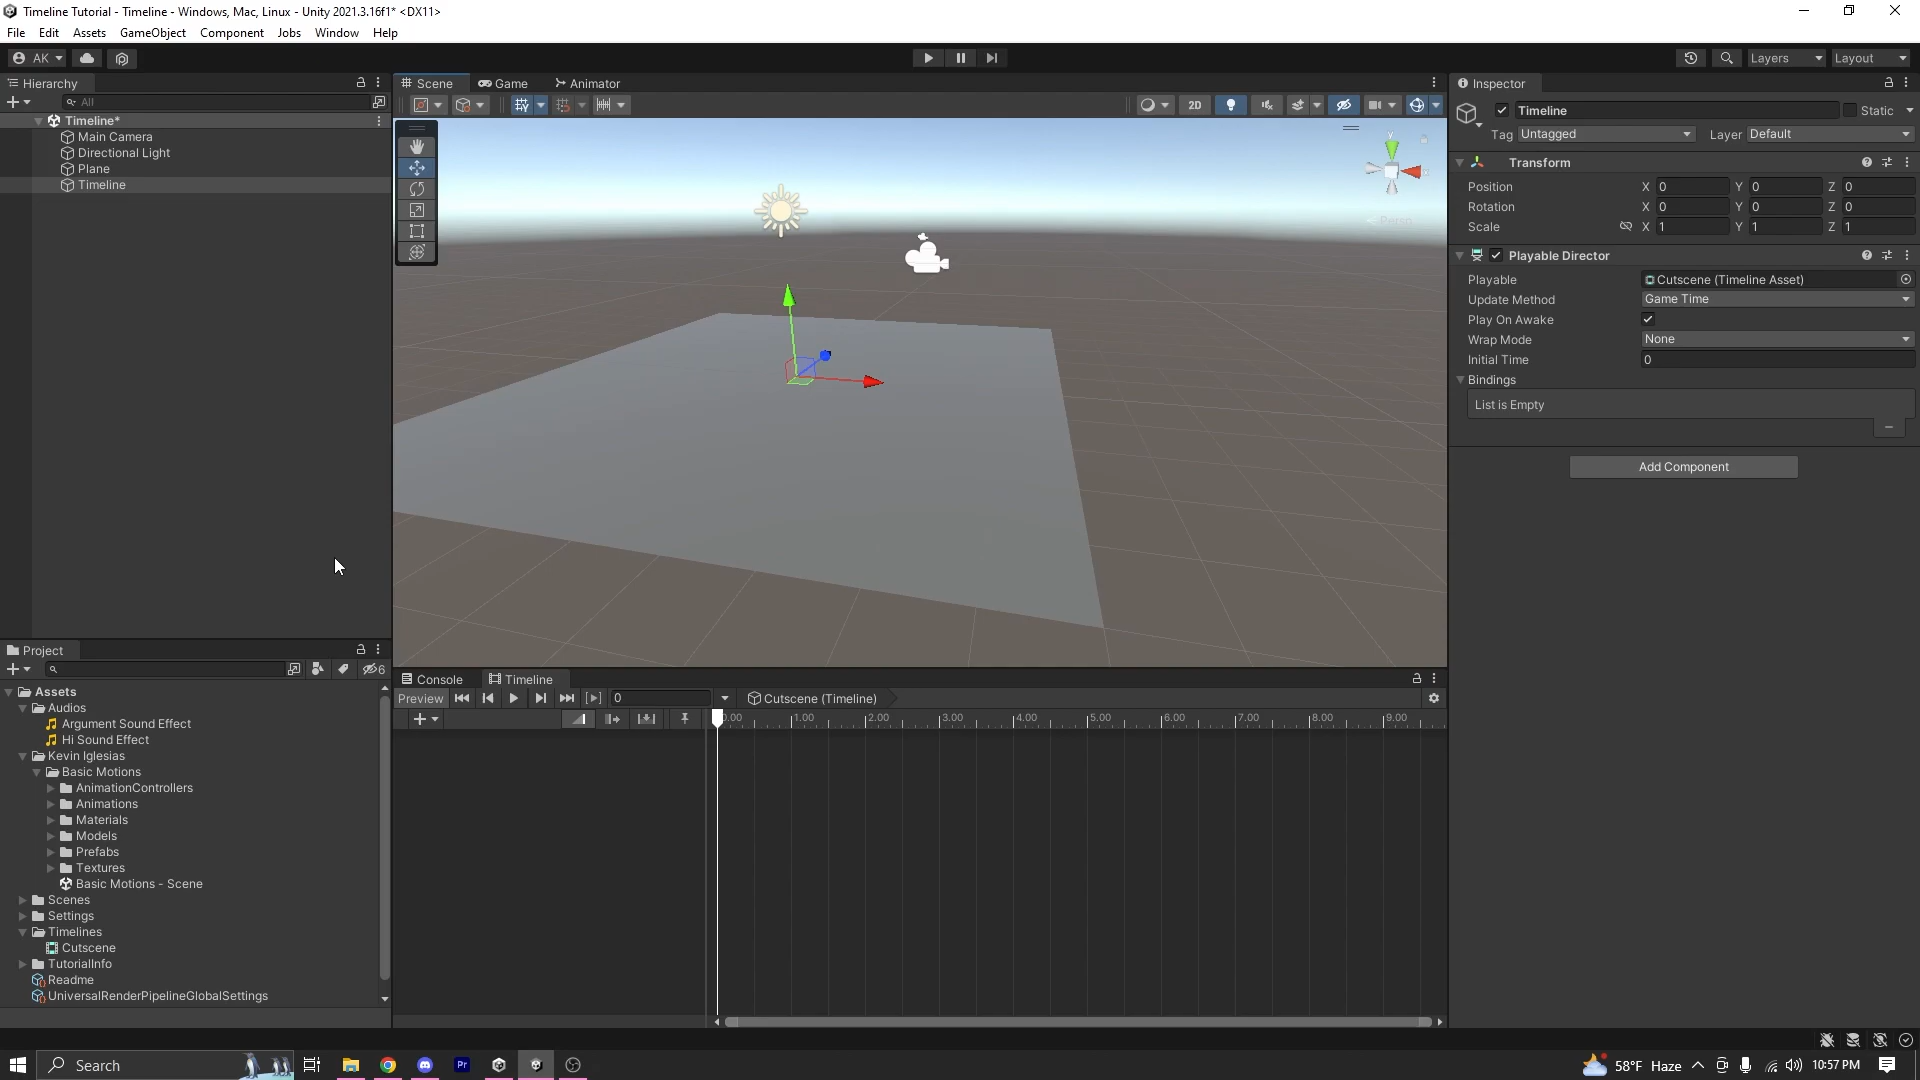 Timeline Tutorial - Timeline - Windows, Mac, Linux - Unity 2021.3.16f1* <DX11>
File Edit Assets GameObject Component Jobs Window Help
AK Layers Layout
Hierarchy Scene Game Animator Inspector
All 2D Timeline Static
Tag Untagged Layer Default
Timeline*
Main Camera
Directional Light
Plane
Timeline
y
Persp
Transform
Position X 0 Y 0 Z 0
Rotation X 0 Y 0 Z 0
Scale X 1 Y 1 Z 1
Playable Director
Playable Cutscene (Timeline Asset)
Update Method Game Time
Play On Awake
Wrap Mode None
Initial Time 0
Bindings
List is Empty
Add Component
Project
6
Assets
Audios
Argument Sound Effect
Hi Sound Effect
Kevin Iglesias
Basic Motions
AnimationControllers
Animations
Materials
Models
Prefabs
Textures
Basic Motions - Scene
Scenes
Settings
Timelines
Cutscene
TutorialInfo
Readme
UniversalRenderPipelineGlobalSettings
Console Timeline
Preview 0 Cutscene (Timeline)
0.00 1.00 2.00 3.00 4.00 5.00 6.00 7.00 8.00 9.00
Search Pr 58°F Haze 10:57 PM